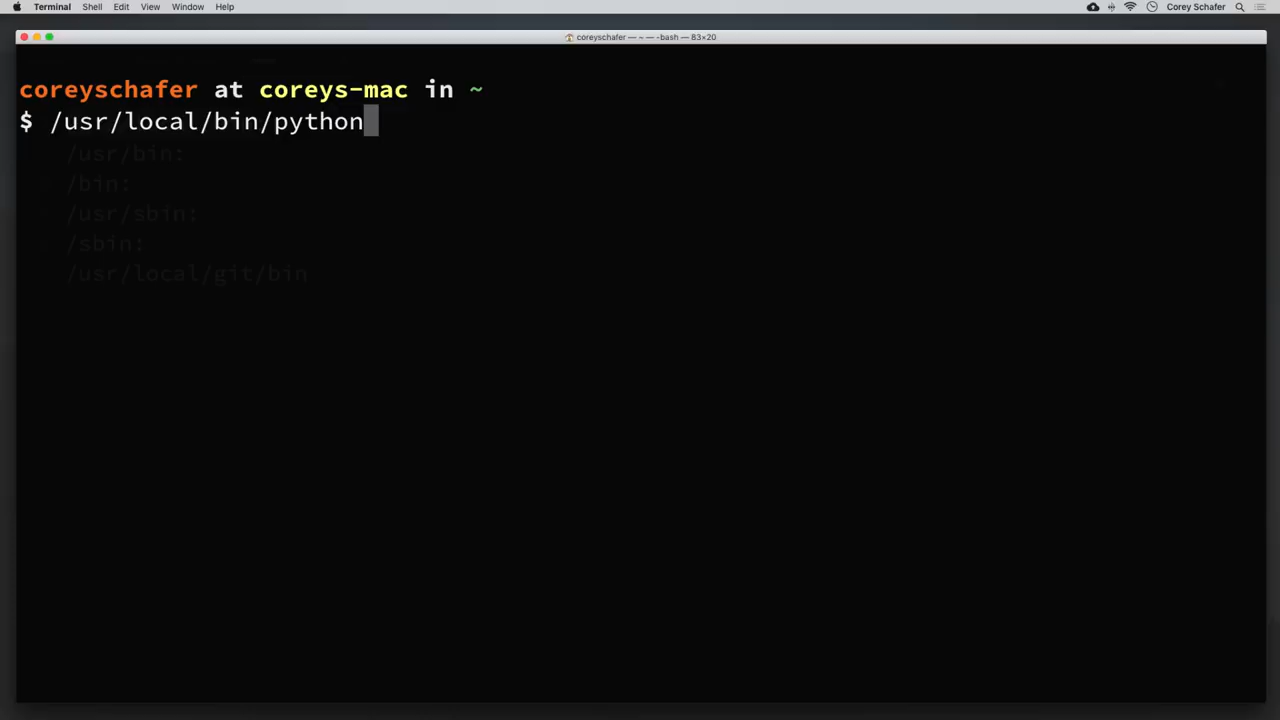 Terminal Shell Edit View Window Help Corey Schafer
coreyschafer — ~ — -bash — 83×20
coreyschafer at coreys-mac in ~
$ /usr/local/bin/python
/usr/bin:
/bin:
/usr/sbin:
/sbin:
/usr/local/git/bin